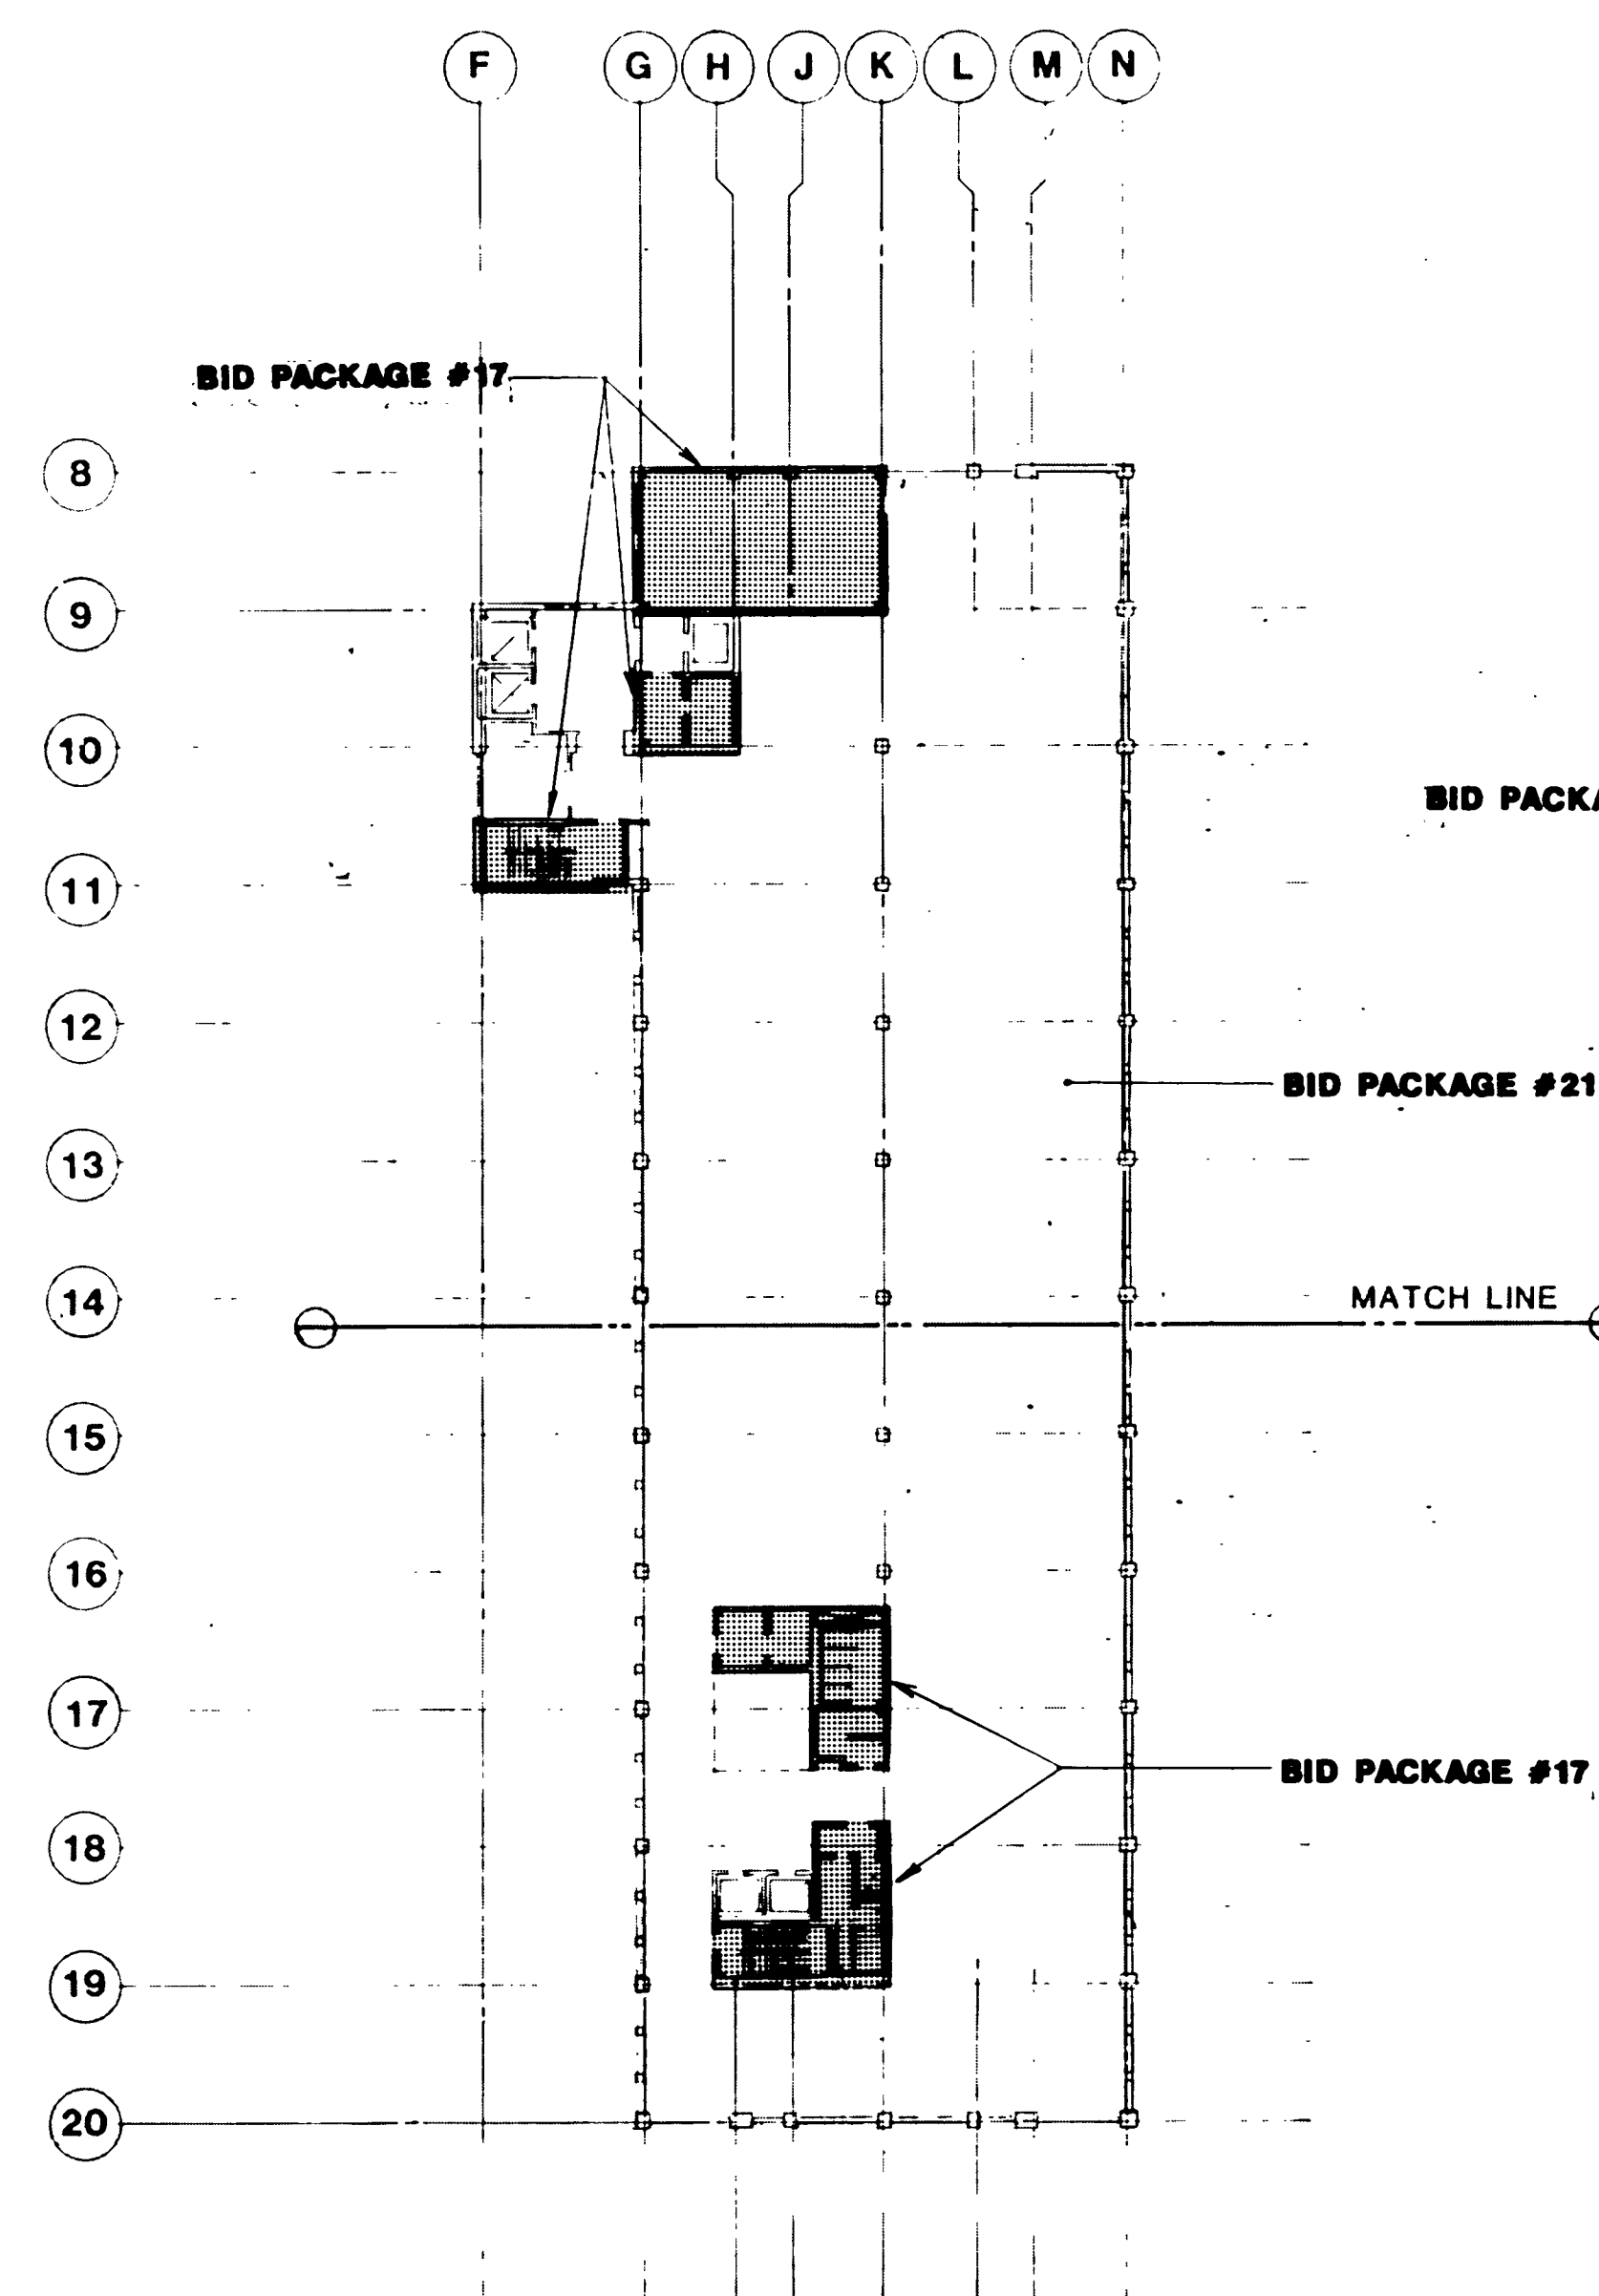 F G H J K L M N
BID PACKAGE #17
8
9
10
BID PACKA
11
12
BID PACKAGE #21
13
14
MATCH LINE
15
16
17
BID PACKAGE #17
18
19
20